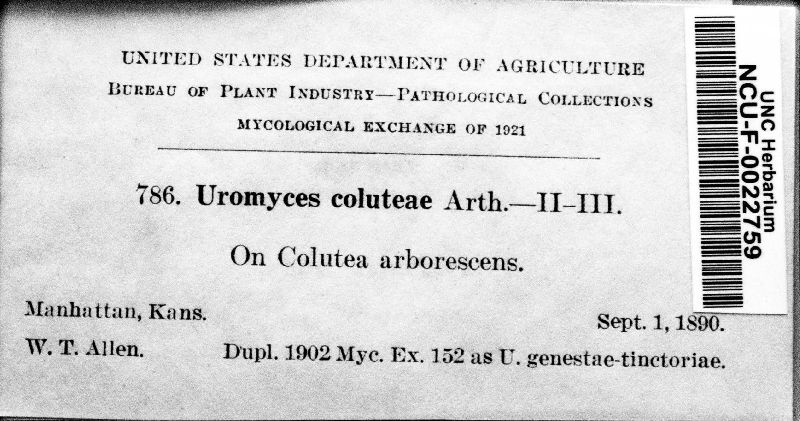 UNITED STATES DEPARTMENT OF AGRICULTURE
BUREAU OF PLANT INDUSTRY—PATHOLOGICAL COLLECTIONS
MYCOLOGICAL EXCHANGE OF 1921
786. Uromyces coluteae Arth.—II–III.
On Colutea arborescens.
Manhattan, Kans.
Sept. 1, 1890.
W. T. Allen.
Dupl. 1902 Myc. Ex. 152 as U. genestae-tinctoriae.
UNC Herbarium
NCU-F-0022759